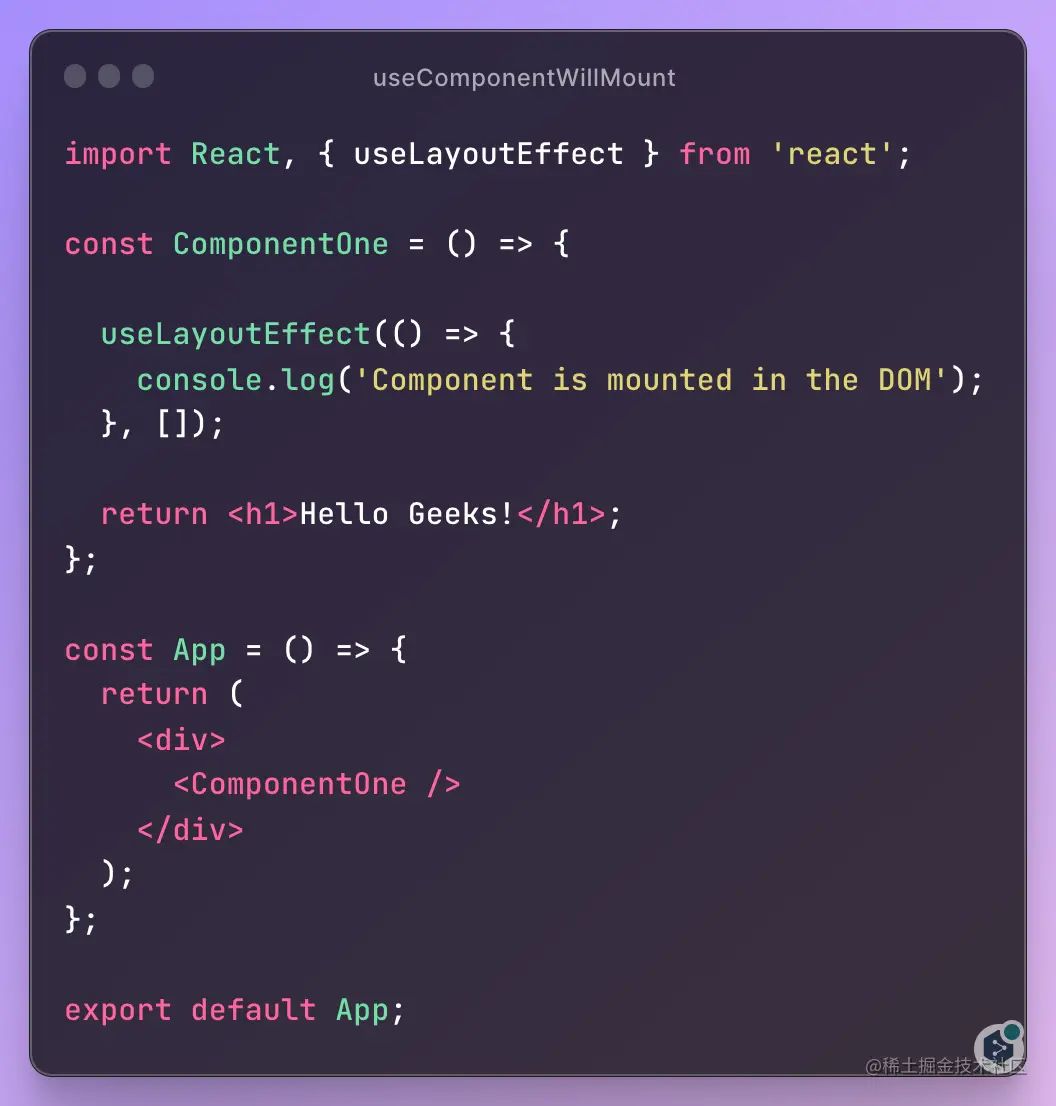 useComponentWillMount
import React, { useLayoutEffect } from 'react';
const ComponentOne = () => {
  useLayoutEffect(() => {
    console.log('Component is mounted in the DOM');
  }, []);
  return <h1>Hello Geeks!</h1>;
};
const App = () => {
  return (
    <div>
      <ComponentOne />
    </div>
  );
};
export default App;
@稀土掘金技术社区